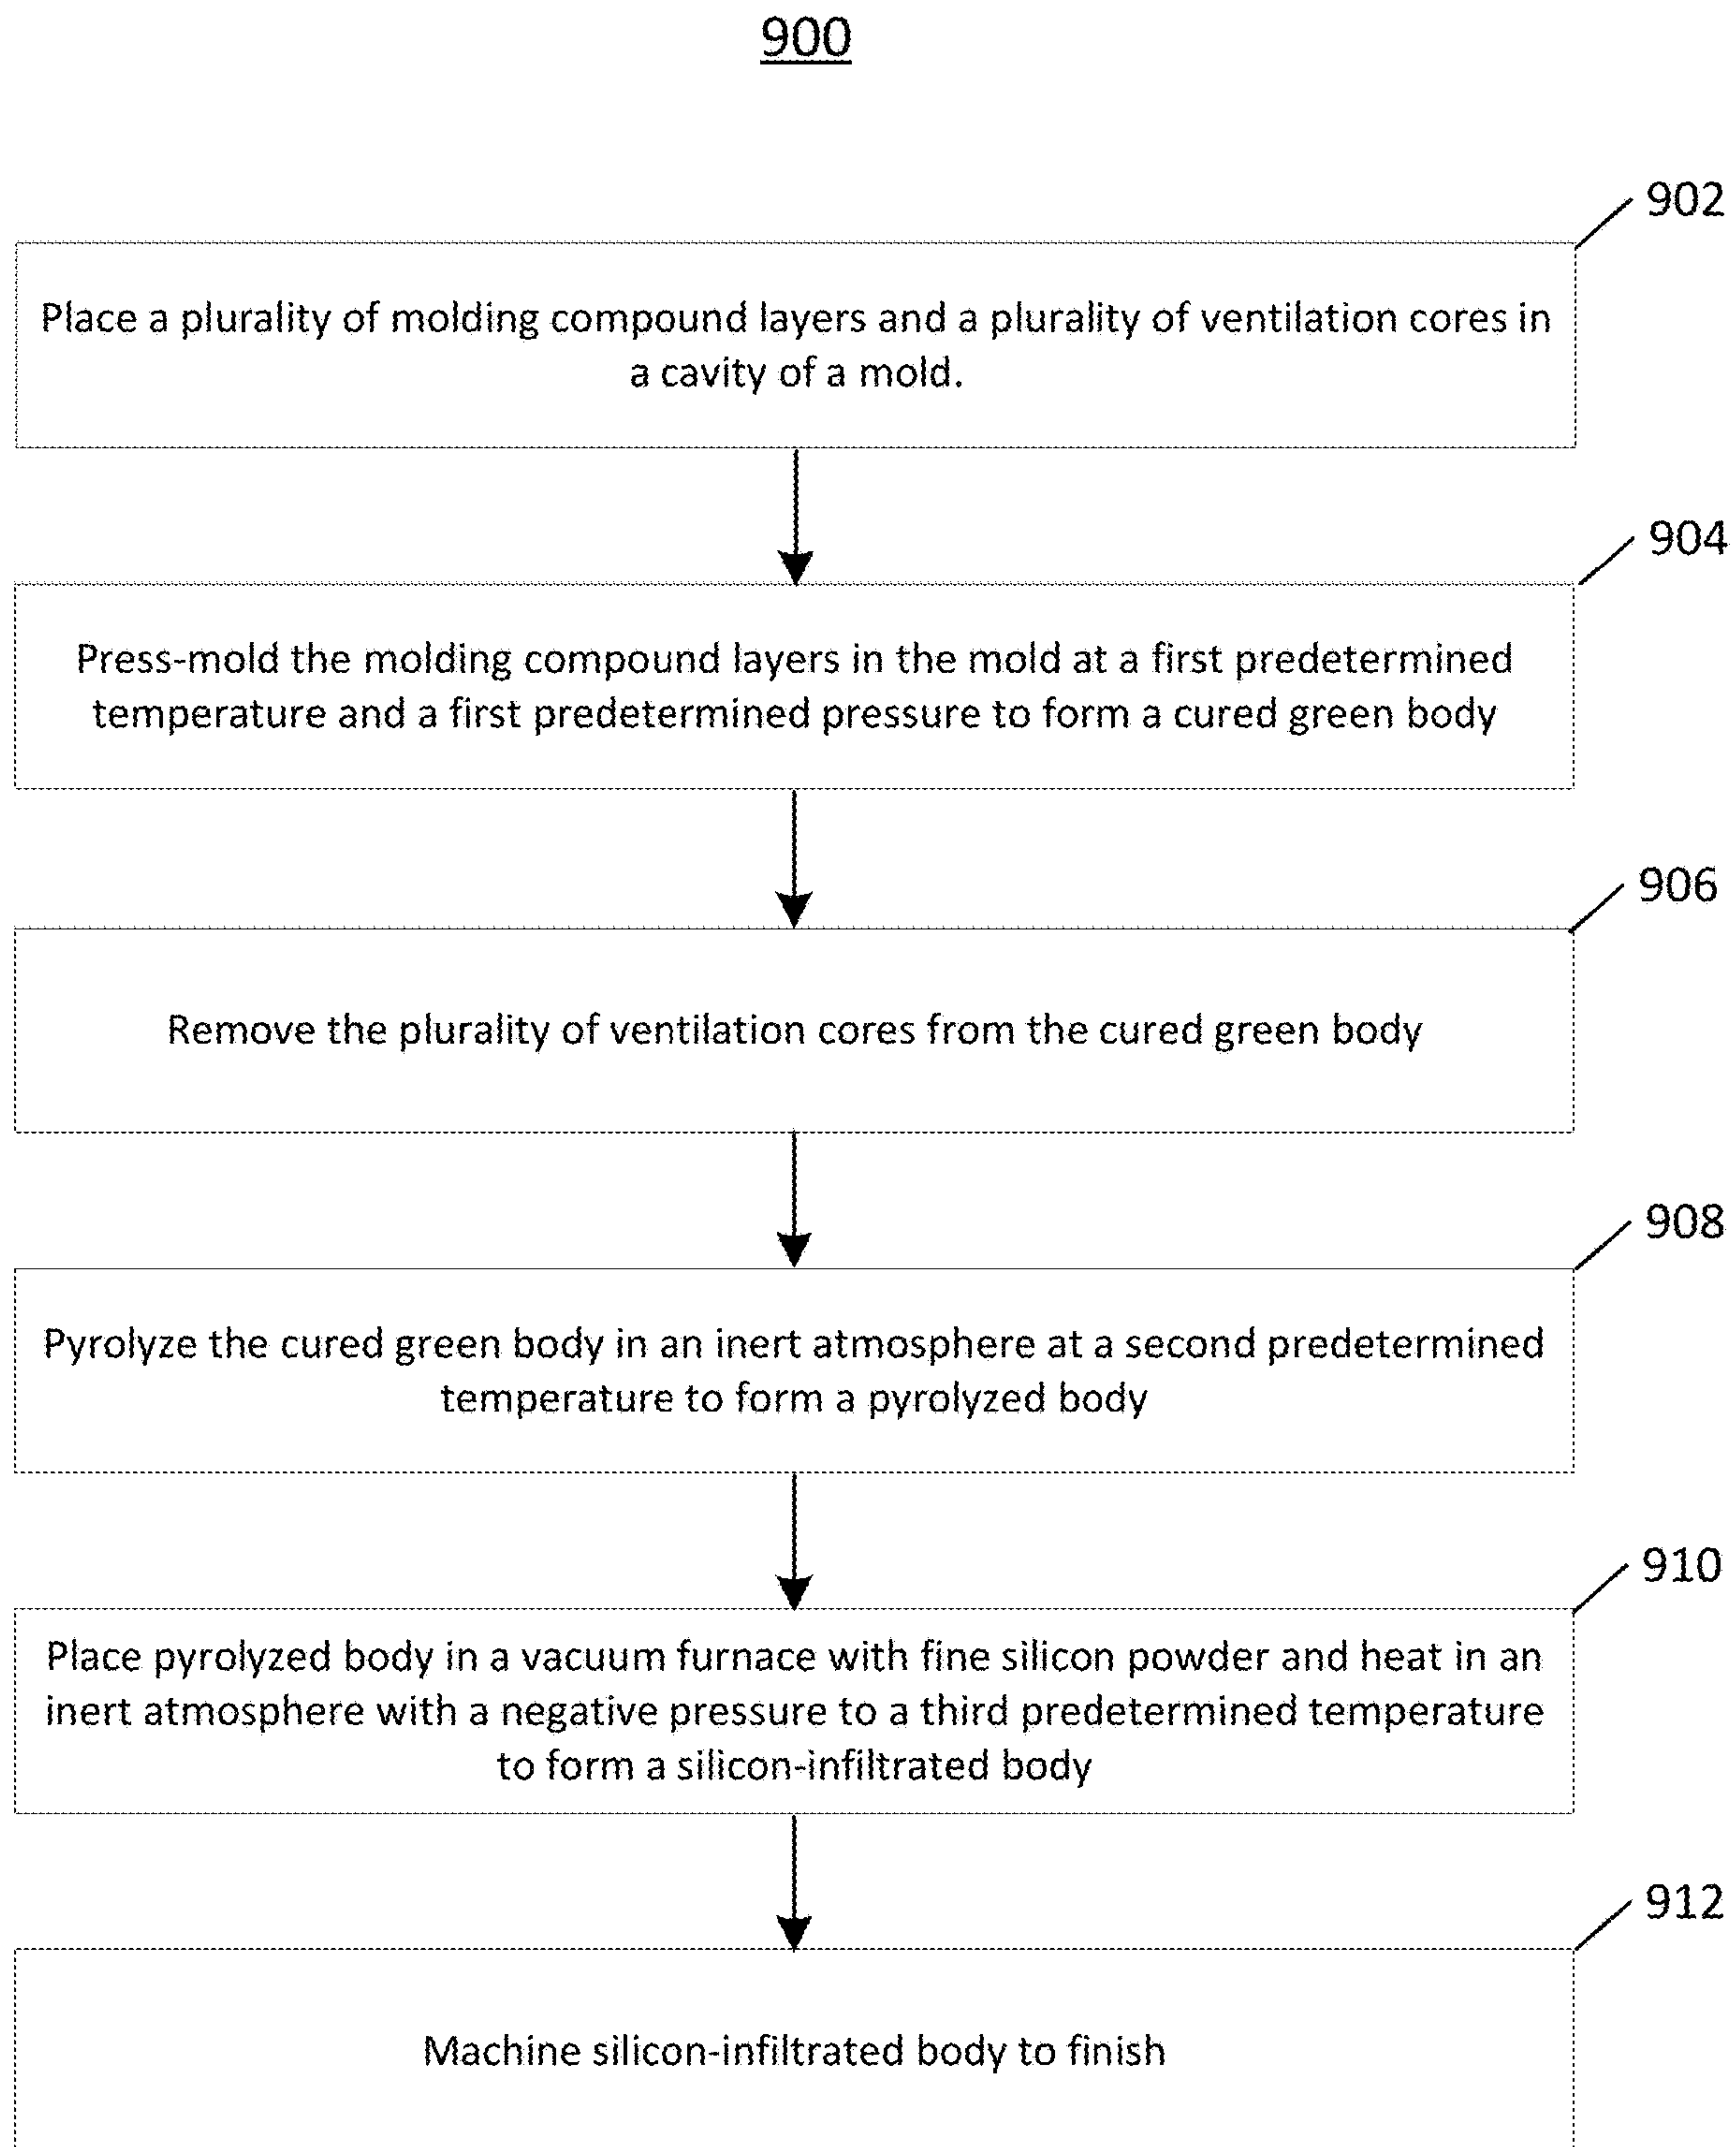 900
902
Place a plurality of molding compound layers and a plurality of ventilation cores in
a cavity of a mold.
904
Press-mold the molding compound layers in the mold at a first predetermined
temperature and a first predetermined pressure to form a cured green body
906
Remove the plurality of ventilation cores from the cured green body
908
Pyrolyze the cured green body in an inert atmosphere at a second predetermined
temperature to form a pyrolyzed body
910
Place pyrolyzed body in a vacuum furnace with fine silicon powder and heat in an
inert atmosphere with a negative pressure to a third predetermined temperature
to form a silicon-infiltrated body
912
Machine silicon-infiltrated body to finish